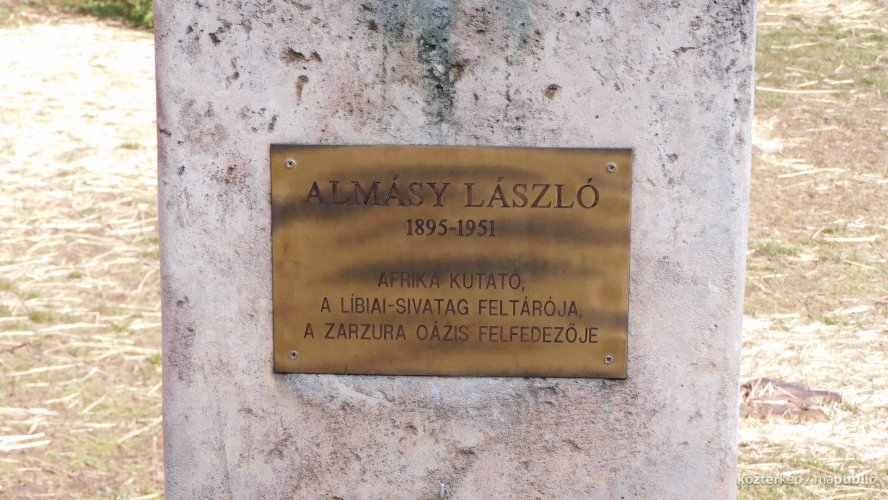 ALMÁSY LÁSZLÓ
1895-1951
AFRIKA KUTATÓ,
A LÍBIAI-SIVATAG FELTÁRÓJA,
A ZARZURA OÁZIS FELFEDEZŐJE
köztérkép / mapublic